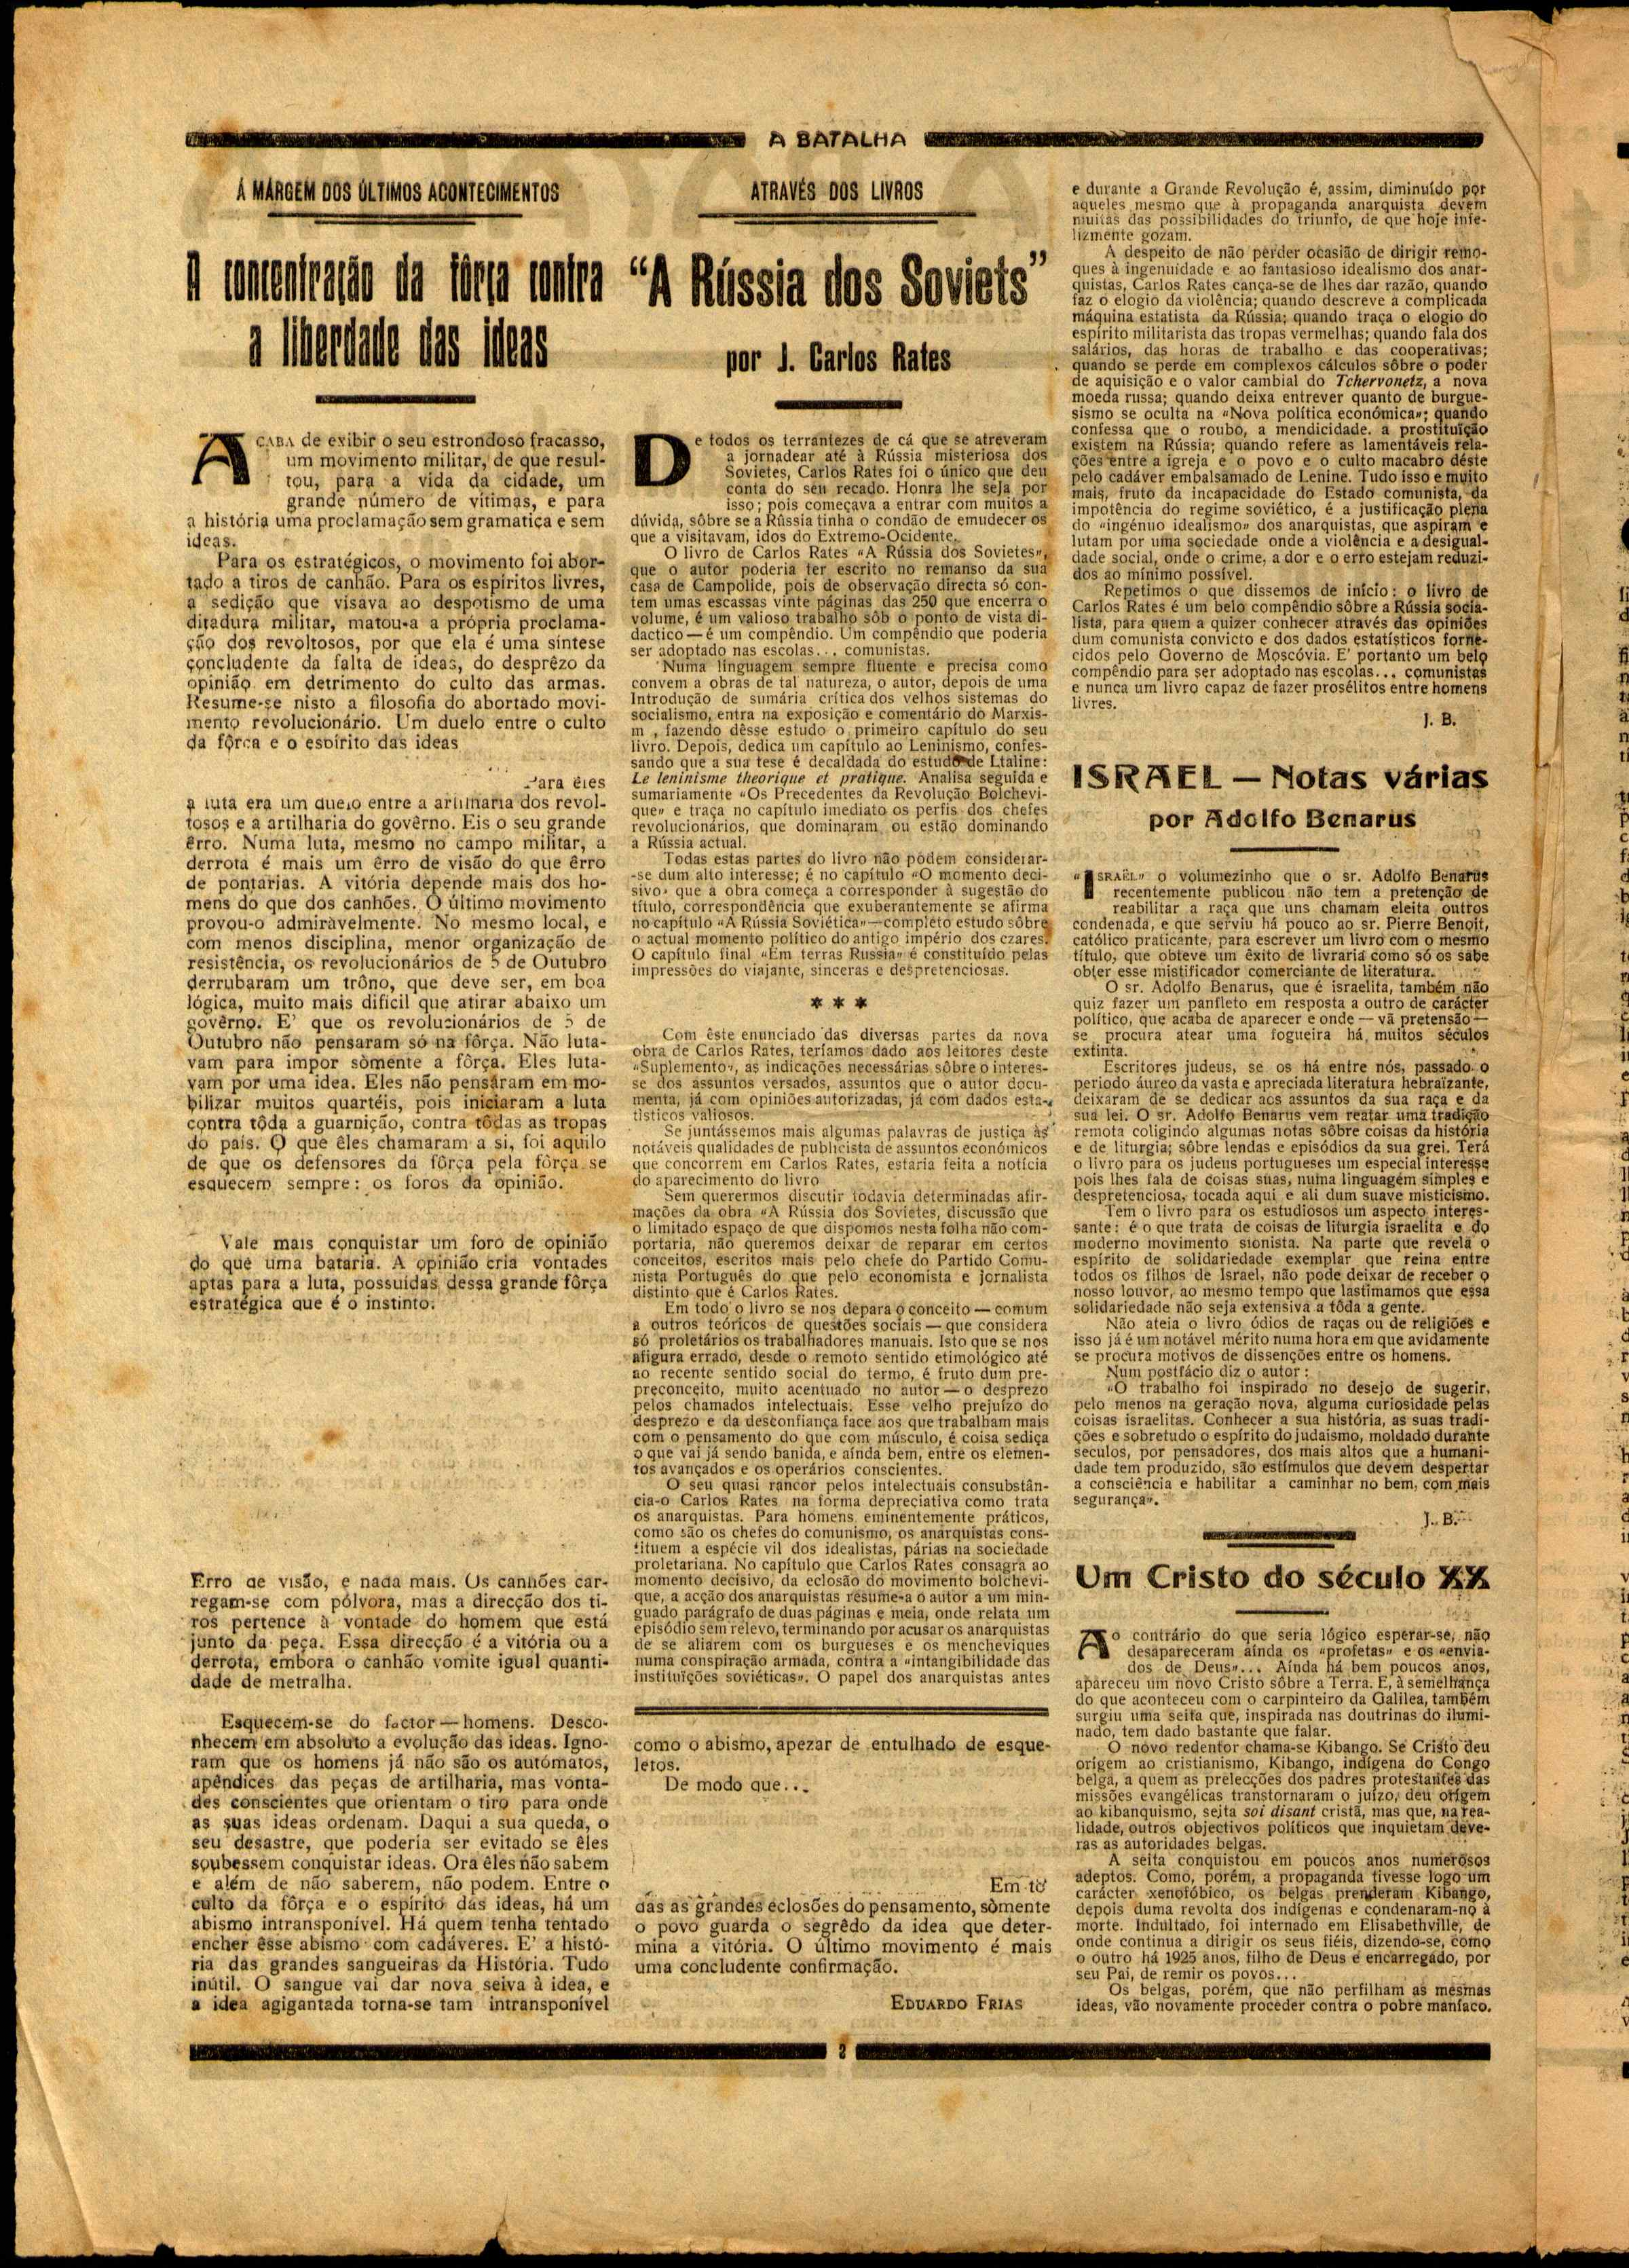 A BATALHA
Á MÁRGEM DOS ÚLTIMOS ACONTECIMENTOS
A concentração da fôrça contra
a liberdade das ideas
ACABA de exibir o seu estrondoso fracasso,
um movimento militar, de que resul-
tou, para a vida da cidade, um
grande número de vítimas, e para
a história uma proclamação sem gramatica e sem
ideas.
Para os estratégicos, o movimento foi abor-
tado a tiros de canhão. Para os espíritos livres,
a sedição que visava ao despotismo de uma
ditadura militar, matou-a a própria proclama-
ção dos revoltosos, por que ela é uma síntese
concludente da falta de ideas, do desprêzo da
opinião em detrimento do culto das armas.
Resume-se nisto a filosofia do abortado movi-
mento revolucionário. Um duelo entre o culto
da fôrça e o espírito das ideas
Para êles
a luta era um duelo entre a artilharia dos revol-
tosos e a artilharia do govêrno. Eis o seu grande
êrro. Numa luta, mesmo no campo militar, a
derrota é mais um êrro de visão do que êrro
de pontarias. A vitória depende mais dos ho-
mens do que dos canhões. O último movimento
provou-o admiràvelmente. No mesmo local, e
com menos disciplina, menor organização de
resistência, os revolucionários de 5 de Outubro
derrubaram um trôno, que deve ser, em boa
lógica, muito mais difícil que atirar abaixo um
govêrno. E' que os revolucionários de 5 de
Outubro não pensaram só na fôrça. Não luta-
vam para impor sòmente a fôrça. Eles luta-
vam por uma idea. Eles não pensaram em mo-
bilizar muitos quartéis, pois iniciaram a luta
contra tôda a guarnição, contra tôdas as tropas
do país. O que êles chamaram a si, foi aquilo
de que os defensores da fôrça pela fôrça se
esquecem sempre: os foros da opinião.
Vale mais conquistar um foro de opinião
do que uma bataria. A opinião cria vontades
aptas para a luta, possuídas dessa grande fôrça
estratégica que é o instinto.
Erro de visão, e nada mais. Os canhões car-
regam-se com pólvora, mas a direcção dos ti-
ros pertence à vontade do homem que está
junto da peça. Essa direcção é a vitória ou a
derrota, embora o canhão vomite igual quanti-
dade de metralha.
Esquecem-se do factor — homens. Desco-
nhecem em absoluto a evolução das ideas. Igno-
ram que os homens já não são os autómatos,
apêndices das peças de artilharia, mas vonta-
des conscientes que orientam o tiro para onde
as suas ideas ordenam. Daqui a sua queda, o
seu desastre, que poderia ser evitado se êles
soubessem conquistar ideas. Ora êles não sabem
e além de não saberem, não podem. Entre o
culto da fôrça e o espírito das ideas, há um
abismo intransponível. Há quem tenha tentado
encher êsse abismo com cadáveres. E' a histó-
ria das grandes sangueiras da História. Tudo
inútil. O sangue vai dar nova seiva à idea, e
a idea agigantada torna-se tam intransponível
ATRAVÉS DOS LIVROS
“A Rússia dos Soviets”
por J. Carlos Rates
De todos os terrantezes de cá que se atreveram
a jornadear até à Rússia misteriosa dos
Sovietes, Carlos Rates foi o único que deu
conta do seu recado. Honra lhe seja por
isso; pois começava a entrar com muitos a
dúvida, sôbre se a Rússia tinha o condão de emudecer os
que a visitavam, idos do Extremo-Ocidente.
O livro de Carlos Rates «A Rússia dos Sovietes»,
que o autor poderia ter escrito no remanso da sua
casa de Campolide, pois de observação directa só con-
tem umas escassas vinte páginas das 250 que encerra o
volume, é um valioso trabalho sôb o ponto de vista di-
dactico — é um compêndio. Um compêndio que poderia
ser adoptado nas escolas... comunistas.
Numa linguagem sempre fluente e precisa como
convem a obras de tal natureza, o autor, depois de uma
Introdução de sumária crítica dos velhos sistemas do
socialismo, entra na exposição e comentário do Marxis-
m , fazendo dêsse estudo o primeiro capítulo do seu
livro. Depois, dedica um capítulo ao Leninismo, confes-
sando que a sua tese é decaldada do estudo de Ltaline:
Le leninisme theorique et pratique. Analisa seguida e
sumariamente «Os Precedentes da Revolução Bolchevi-
que» e traça no capítulo imediato os perfis dos chefes
revolucionários, que dominaram ou estão dominando
a Rússia actual.
Todas estas partes do livro não podem considerar-
-se dum alto interesse; é no capítulo «O momento deci-
sivo» que a obra começa a corresponder à sugestão do
título, correspondência que exuberantemente se afirma
no capítulo «A Rússia Soviética»—completo estudo sôbre
o actual momento político do antigo império dos czares.
O capítulo final «Em terras Russia» é constituído pelas
impressões do viajante, sinceras e despretenciosas.
* * *
Com êste enunciado das diversas partes da nova
obra de Carlos Rates, teríamos dado aos leitores deste
«Suplemento», as indicações necessárias sôbre o interes-
se dos assuntos versados, assuntos que o autor docu-
menta, já com opiniões autorizadas, já com dados esta-
tísticos valiosos.
Se juntássemos mais algumas palavras de justiça às
notáveis qualidades de publicista de assuntos económicos
que concorrem em Carlos Rates, estaria feita a notícia
do aparecimento do livro
Sem querermos discutir todavia determinadas afir-
mações da obra «A Rússia dos Sovietes, discussão que
o limitado espaço de que dispomos nesta folha não com-
portaria, não queremos deixar de reparar em certos
conceitos, escritos mais pelo chefe do Partido Comu-
nista Português do que pelo economista e jornalista
distinto que é Carlos Rates.
Em todo o livro se nos depara o conceito — comum
a outros teóricos de questões sociais — que considera
só proletários os trabalhadores manuais. Isto que se nos
afigura errado, desde o remoto sentido etimológico até
ao recente sentido social do termo, é fruto dum pre-
preconceito, muito acentuado no autor — o desprezo
pelos chamados intelectuais. Esse velho prejuízo do
desprezo e da desconfiança face aos que trabalham mais
com o pensamento do que com músculo, é coisa sediça
o que vai já sendo banida, e aínda bem, entre os elemen-
tos avançados e os operários conscientes.
O seu quasi rancor pelos intelectuais consubstân-
cia-o Carlos Rates na forma depreciativa como trata
os anarquistas. Para homens eminentemente práticos,
como são os chefes do comunismo, os anarquistas cons-
tituem a espécie vil dos idealistas, párias na sociedade
proletariana. No capítulo que Carlos Rates consagra ao
momento decisivo, da eclosão do movimento bolchevi-
que, a acção dos anarquistas resume-a o autor a um min-
guado parágrafo de duas páginas e meia, onde relata um
episódio sem relevo, terminando por acusar os anarquistas
de se aliarem com os burgueses e os mencheviques
numa conspiração armada, contra a «intangibilidade das
instituïções soviéticas». O papel dos anarquistas antes
como o abismo, apezar de entulhado de esque-
letos.
De modo que...
Em tô
das as grandes eclosões do pensamento, sòmente
o povo guarda o segrêdo da idea que deter-
mina a vitória. O último movimento é mais
uma concludente confirmação.
EDUARDO FRIAS
e durante a Grande Revolução é, assim, diminuído por
aqueles mesmo que à propaganda anarquista devem
muitas das possibilidades do triunfo, de que hoje infe-
lizmente gozam.
A despeito de não perder ocasião de dirigir remo-
ques à ingenuidade e ao fantasioso idealismo dos anar-
quistas, Carlos Rates cança-se de lhes dar razão, quando
faz o elogio da violência; quando descreve a complicada
máquina estatista da Rússia; quando traça o elogio do
espírito militarista das tropas vermelhas; quando fala dos
salários, das horas de trabalho e das cooperativas;
quando se perde em complexos cálculos sôbre o poder
de aquisição e o valor cambial do Tchervonetz, a nova
moeda russa; quando deixa entrever quanto de burgue-
sismo se oculta na «Nova política económica»; quando
confessa que o roubo, a mendicidade, a prostituïção
existem na Rússia; quando refere as lamentáveis rela-
ções entre a igreja e o povo e o culto macabro dêste
pelo cadáver embalsamado de Lenine. Tudo isso e muito
mais, fruto da incapacidade do Estado comunista, da
impotência do regime soviético, é a justificação plena
do «ingénuo idealismo» dos anarquistas, que aspiram e
lutam por uma sociedade onde a violência e a desigual-
dade social, onde o crime, a dor e o erro estejam reduzi-
dos ao mínimo possível.
Repetimos o que dissemos de início: o livro de
Carlos Rates é um belo compêndio sôbre a Rússia socia-
lista, para quem a quizer conhecer através das opiniões
dum comunista convicto e dos dados estatísticos forne-
cidos pelo Governo de Moscóvia. E' portanto um belo
compêndio para ser adoptado nas escolas... comunistas
e nunca um livro capaz de fazer prosélitos entre homens
livres.
J. B.
ISRAEL — Notas várias
por Adolfo Benarus
«ISRAËL» o volumezinho que o sr. Adolfo Benarus
recentemente publicou não tem a pretenção de
reabilitar a raça que uns chamam eleita outros
condenada, e que serviu há pouco ao sr. Pierre Benoit,
católico praticante, para escrever um livro com o mesmo
título, que obteve um êxito de livraria como só os sabe
obter esse mistificador comerciante de literatura.
O sr. Adolfo Benarus, que é israelita, também não
quiz fazer um panfleto em resposta a outro de carácter
político, que acaba de aparecer e onde — vã pretensão —
se procura atear uma fogueira há muitos séculos
extinta.
Escritores judeus, se os há entre nós, passado o
periodo áureo da vasta e apreciada literatura hebraïzante,
deixaram de se dedicar aos assuntos da sua raça e da
sua lei. O sr. Adolfo Benarus vem reatar uma tradição
remota coligindo algumas notas sôbre coisas da história
e de liturgia; sôbre lendas e episódios da sua grei. Terá
o livro para os judeus portugueses um especial interesse
pois lhes fala de coisas suas, numa linguagem simples e
despretenciosa, tocada aqui e ali dum suave misticismo.
Tem o livro para os estudiosos um aspecto interes-
sante: é o que trata de coisas de liturgia israelita e do
moderno movimento sionista. Na parte que revela o
espírito de solidariedade exemplar que reina entre
todos os filhos de Israel, não pode deixar de receber o
nosso louvor, ao mesmo tempo que lastimamos que essa
solidariedade não seja extensiva a tôda a gente.
Não ateia o livro ódios de raças ou de religiões e
isso já é um notável mérito numa hora em que avidamente
se procura motivos de dissenções entre os homens.
Num postfácio diz o autor:
«O trabalho foi inspirado no desejo de sugerir,
pelo menos na geração nova, alguma curiosidade pelas
coisas israelitas. Conhecer a sua história, as suas tradi-
ções e sobretudo o espírito do judaismo, moldado durante
seculos, por pensadores, dos mais altos que a humani-
dade tem produzido, são estímulos que devem despertar
a consciência e habilitar a caminhar no bem, com mais
segurança».
J. B.
Um Cristo do século XX
Ao contrário do que seria lógico esperar-se, não
desapareceram aínda os «profetas» e os «envia-
dos de Deus»... Aínda há bem poucos anos,
apareceu um novo Cristo sôbre a Terra. E, à semelhança
do que aconteceu com o carpinteiro da Galilea, também
surgiu uma seita que, inspirada nas doutrinas do ilumi-
nado, tem dado bastante que falar.
O novo redentor chama-se Kibango. Se Cristo deu
origem ao cristianismo, Kibango, indígena do Congo
belga, a quem as prelecções dos padres protestantes das
missões evangélicas transtornaram o juízo, deu origem
ao kibanquismo, seita soi disant cristã, mas que, na rea-
lidade, outros objectivos políticos que inquietam deve-
ras as autoridades belgas.
A seita conquistou em poucos anos numerosos
adeptos. Como, porém, a propaganda tivesse logo um
carácter xenofóbico, os belgas prenderam Kibango,
depois duma revolta dos indígenas e condenaram-no à
morte. Indultado, foi internado em Elisabethville, de
onde continua a dirigir os seus fiéis, dizendo-se, como
o outro há 1925 anos, filho de Deus e encarregado, por
seu Pai, de remir os povos...
Os belgas, porém, que não perfilham as mesmas
ideas, vão novamente proceder contra o pobre maníaco.
2